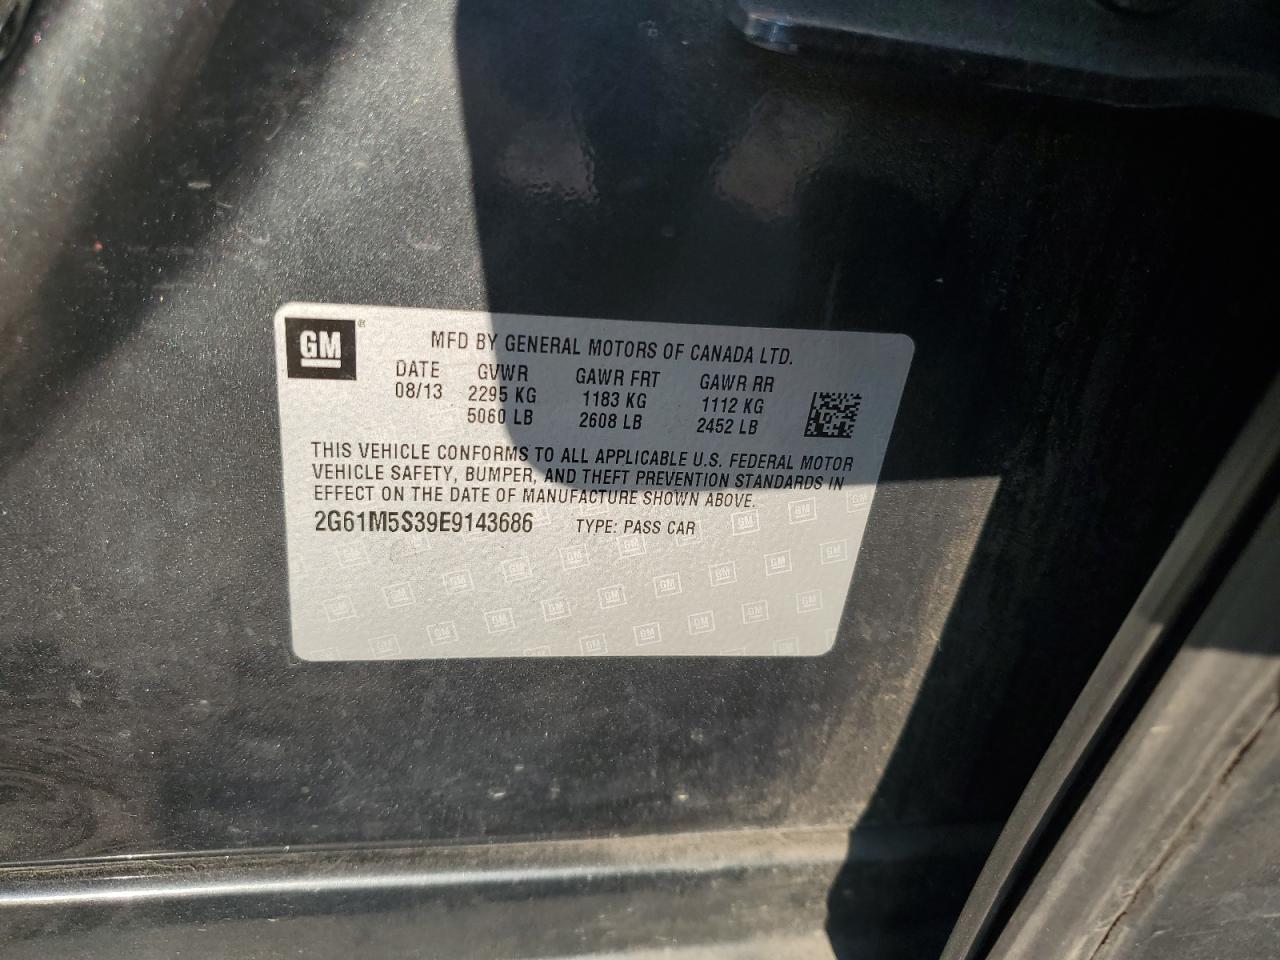 GM ® MFD BY GENERAL MOTORS OF CANADA LTD.
DATE GVWR GAWR FRT GAWR RR
08/13 2295 KG 1183 KG 1112 KG
5060 LB 2608 LB 2452 LB
THIS VEHICLE CONFORMS TO ALL APPLICABLE U.S. FEDERAL MOTOR
VEHICLE SAFETY, BUMPER, AND THEFT PREVENTION STANDARDS IN
EFFECT ON THE DATE OF MANUFACTURE SHOWN ABOVE.
2G61M5S39E9143686 TYPE: PASS CAR